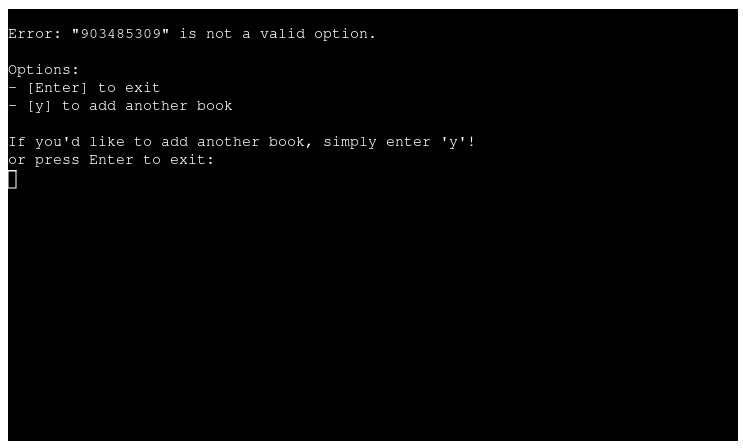 Error: "903485309" is not a valid option.
Options:
- [Enter] to exit
- [y] to add another book
If you'd like to add another book, simply enter 'y'!
or press Enter to exit: